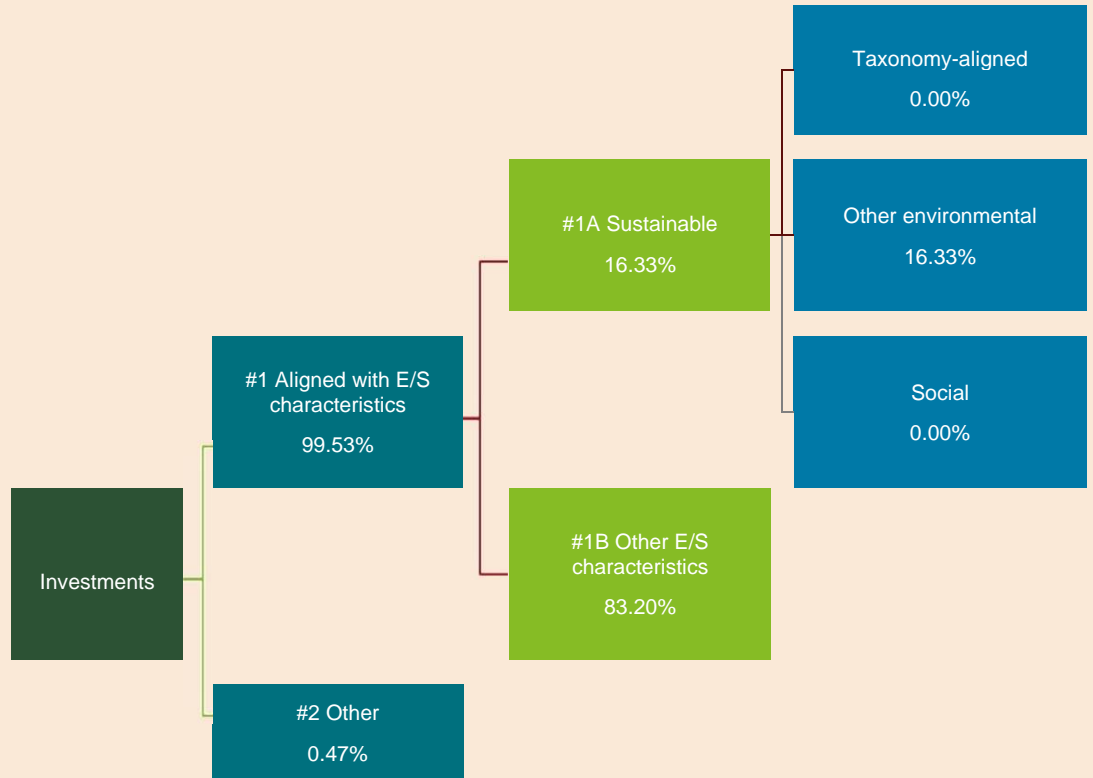 Taxonomy-aligned
0.00%
#1A Sustainable
16.33%
Other environmental
16.33%
#1 Aligned with E/S
characteristics
99.53%
Social
0.00%
Investments
#1B Other E/S
characteristics
83.20%
#2 Other
0.47%